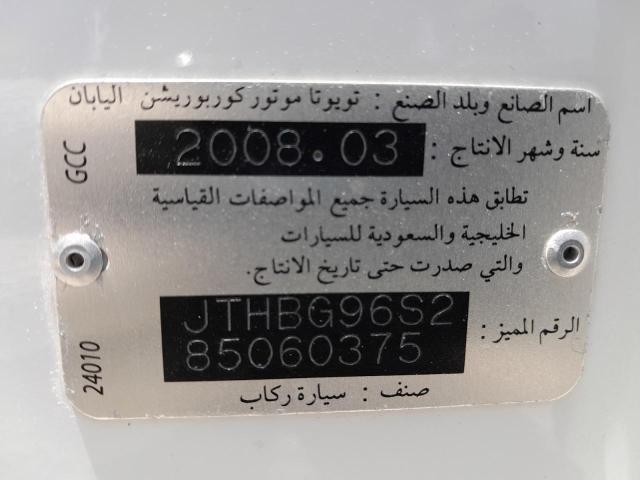 اسم الصانع وبلد الصنع : تويوتا موتور كوربوريشن اليابان
سنة وشهر الانتاج : 2008.03
تطابق هذه السيارة جميع المواصفات القياسية
الخليجية والسعودية للسيارات
والتي صدرت حتى تاريخ الانتاج.
الرقم المميز : JTHBG96S2
85060375
صنف : سيارة ركاب
GCC
24010